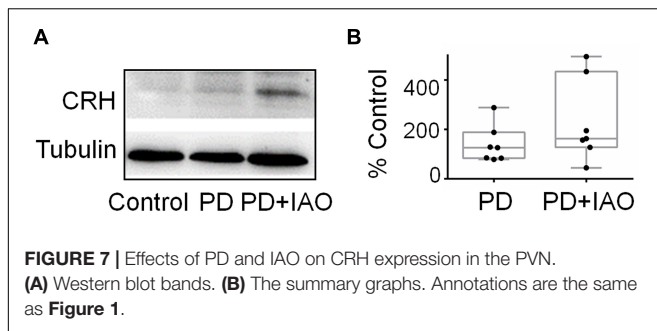 A
CRH
Tubulin
Control PD PD+IAO
B
% Control
400
200
0
PD PD+IAO
FIGURE 7 | Effects of PD and IAO on CRH expression in the PVN.
(A) Western blot bands. (B) The summary graphs. Annotations are the same
as Figure 1.